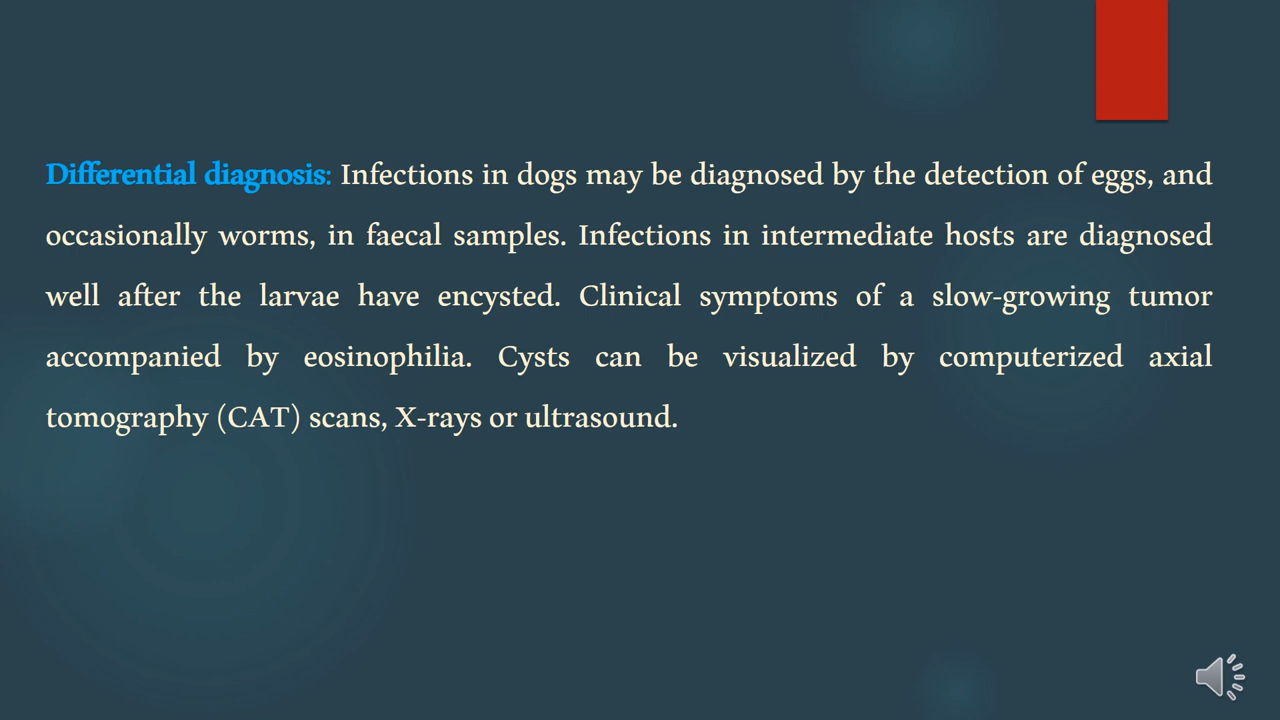 Differential diagnosis: Infections in dogs may be diagnosed by the detection of eggs, and
occasionally worms, in faecal samples. Infections in intermediate hosts are diagnosed
well after the larvae have encysted. Clinical symptoms of a slow-growing tumor
accompanied by eosinophilia. Cysts can be visualized by computerized axial
tomography (CAT) scans, X-rays or ultrasound.